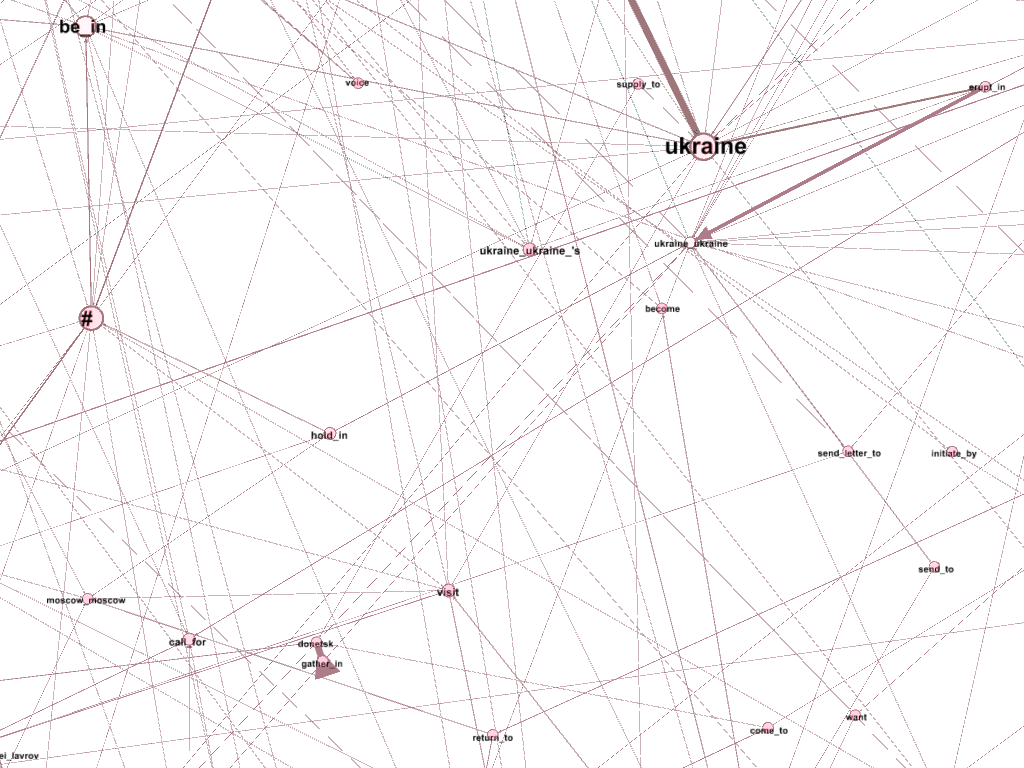 be_in
voice
supply_to
erupt_in
ukraine
ukraine_ukraine
ukraine_ukraine_'s
become
#
hold_in
send_letter_to
initiate_by
send_to
visit
moscow_moscow
call_for
donetsk
gather_in
want
come_to
return_to
ei_lavrov